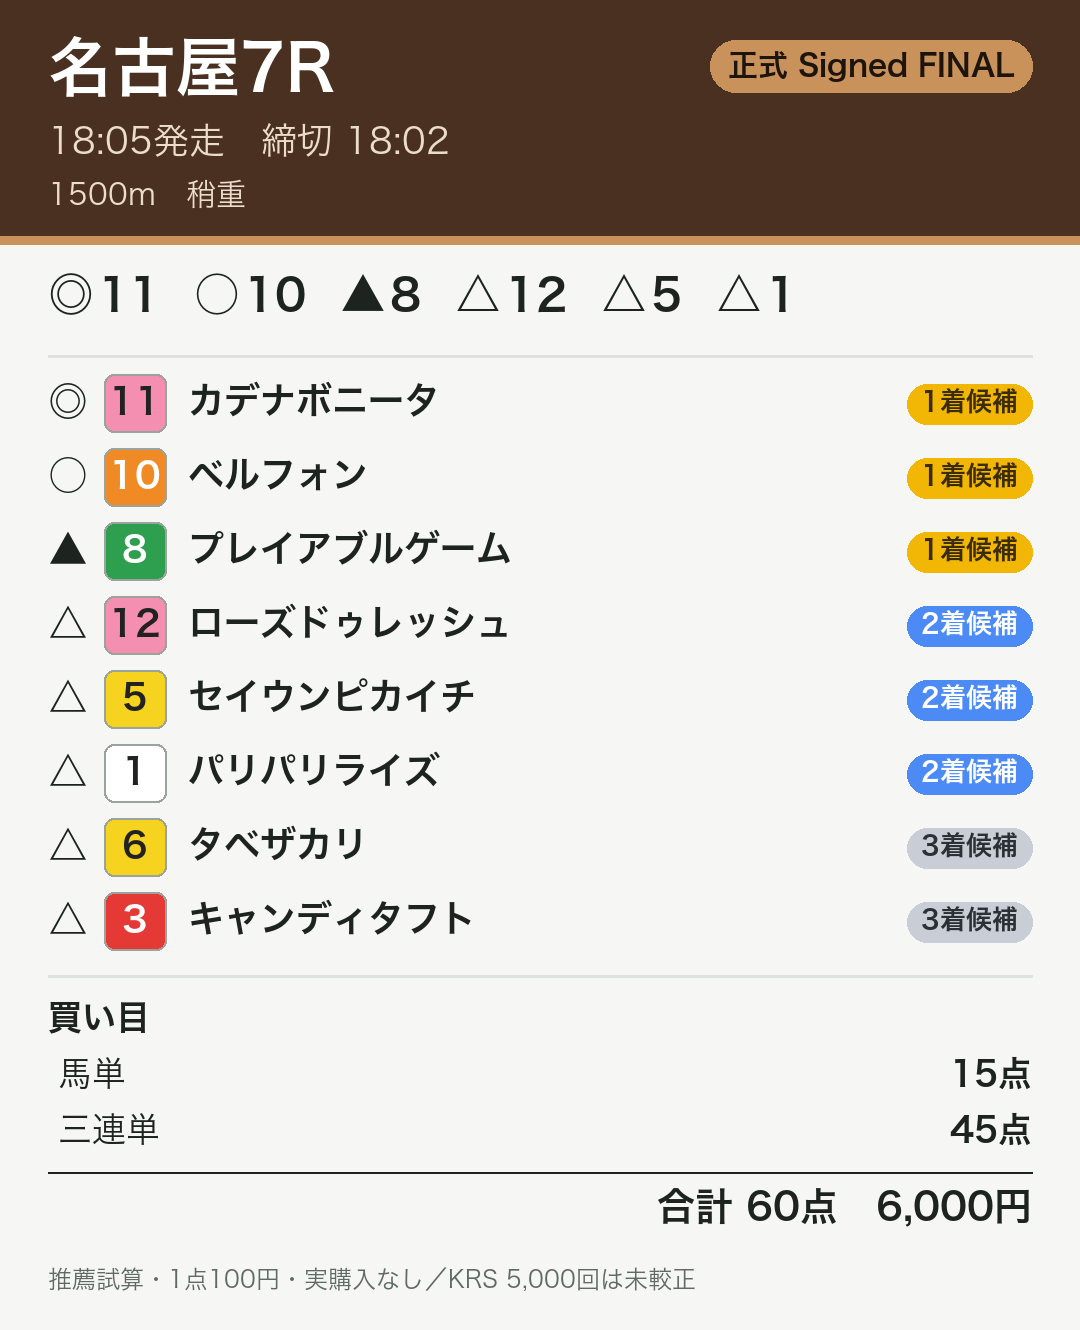 名古屋7R 正式 Signed FINAL
18:05発走 締切 18:02
1500m 稍重
◎11 ○10 ▲8 △12 △5 △1
◎ 11 カデナボニータ 1着候補
○ 10 ベルフォン 1着候補
▲ 8 プレイアブルゲーム 1着候補
△ 12 ローズドゥレッシュ 2着候補
△ 5 セイウンピカイチ 2着候補
△ 1 パリパリライズ 2着候補
△ 6 タベザカリ 3着候補
△ 3 キャンディタフト 3着候補
買い目
馬単 15点
三連単 45点
合計 60点 6,000円
推薦試算・1点100円・実購入なし／KRS 5,000回は未較正